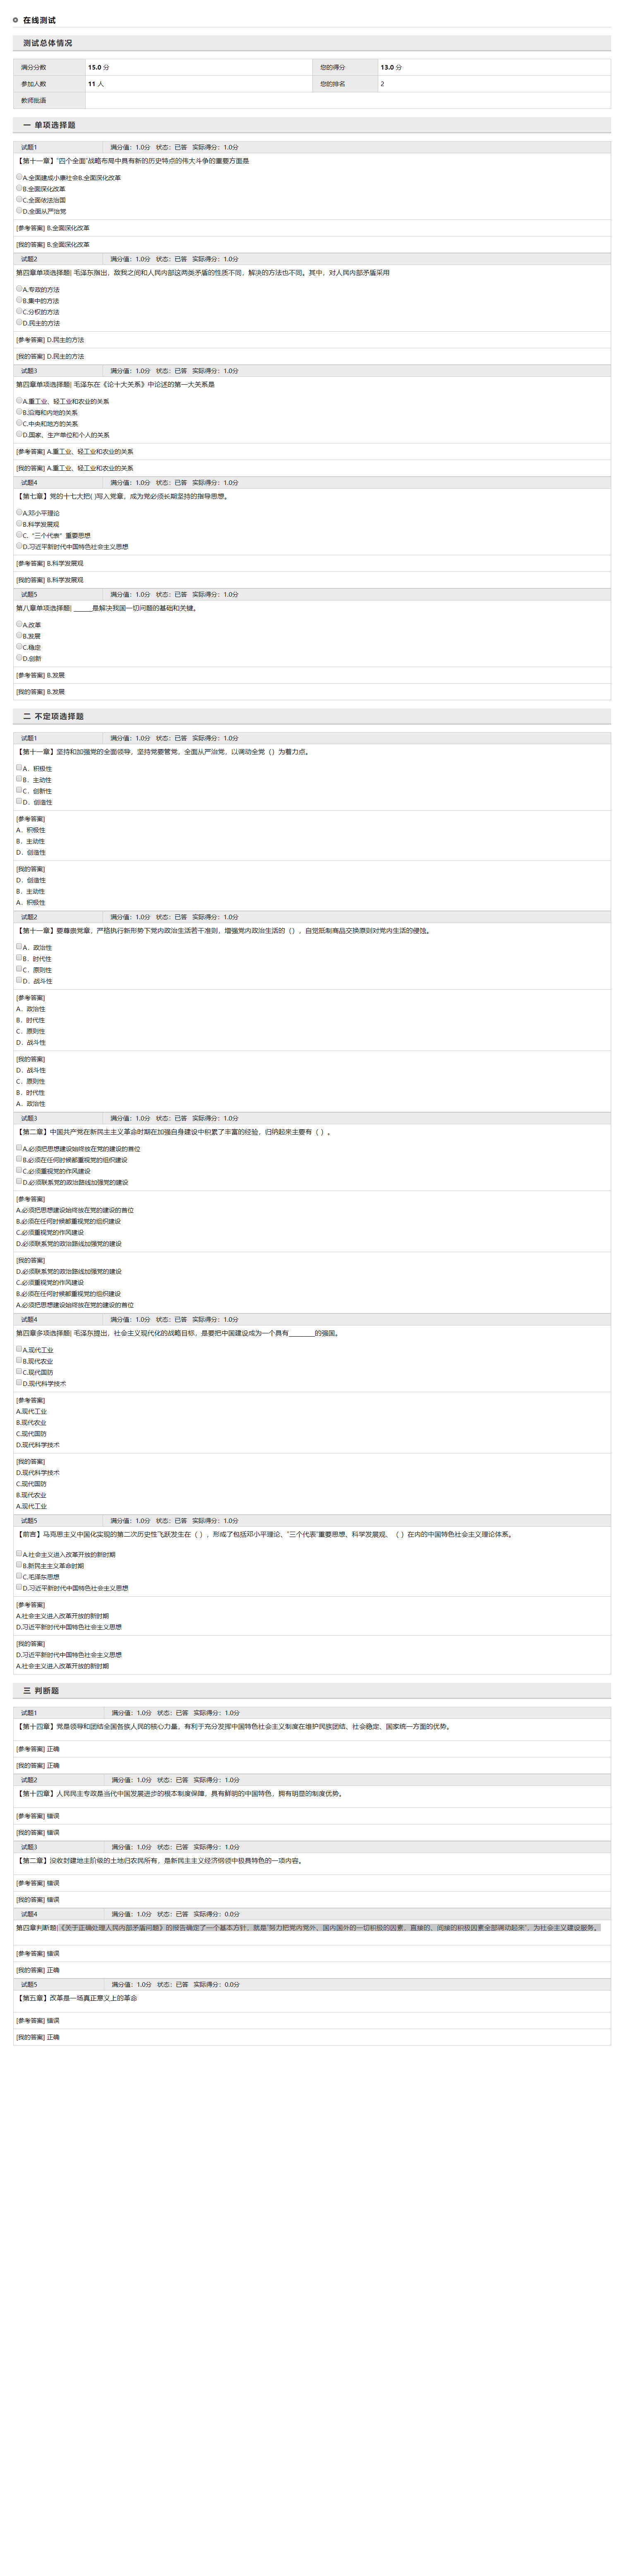 在线测试
测试总体情况
满分分数 15.0 分 您的得分 13.0 分
参加人数 11 人 您的排名 2
教师批语
一 单项选择题
试题1 满分值：1.0分 状态：已答 实际得分：1.0分
【第十一章】"四个全面"战略布局中具有新的历史特点的伟大斗争的重要方面是
A.全面建成小康社会B.全面深化改革
B.全面深化改革
C.全面依法治国
D.全面从严治党
[参考答案] B.全面深化改革
[我的答案] B.全面深化改革
试题2 满分值：1.0分 状态：已答 实际得分：1.0分
第四章单项选择题| 毛泽东指出，敌我之间和人民内部这两类矛盾的性质不同，解决的方法也不同。其中，对人民内部矛盾采用
A.专政的方法
B.集中的方法
C.分权的方法
D.民主的方法
[参考答案] D.民主的方法
[我的答案] D.民主的方法
试题3 满分值：1.0分 状态：已答 实际得分：1.0分
第四章单项选择题| 毛泽东在《论十大关系》中论述的第一大关系是
A.重工业、轻工业和农业的关系
B.沿海和内地的关系
C.中央和地方的关系
D.国家、生产单位和个人的关系
[参考答案] A.重工业、轻工业和农业的关系
[我的答案] A.重工业、轻工业和农业的关系
试题4 满分值：1.0分 状态：已答 实际得分：1.0分
【第七章】党的十七大把( )写入党章，成为党必须长期坚持的指导思想。
A.邓小平理论
B.科学发展观
C.“三个代表”重要思想
D.习近平新时代中国特色社会主义思想
[参考答案] B.科学发展观
[我的答案] B.科学发展观
试题5 满分值：1.0分 状态：已答 实际得分：1.0分
第八章单项选择题| ______是解决我国一切问题的基础和关键。
A.改革
B.发展
C.稳定
D.创新
[参考答案] B.发展
[我的答案] B.发展
二 不定项选择题
试题1 满分值：1.0分 状态：已答 实际得分：1.0分
【第十一章】坚持和加强党的全面领导，坚持党要管党，全面从严治党，以调动全党（）为着力点。
A．积极性
B．主动性
C．创新性
D．创造性
[参考答案]
A．积极性
B．主动性
D．创造性
[我的答案]
D．创造性
B．主动性
A．积极性
试题2 满分值：1.0分 状态：已答 实际得分：1.0分
【第十一章】要尊崇党章，严格执行新形势下党内政治生活若干准则，增强党内政治生活的（），自觉抵制商品交换原则对党内生活的侵蚀。
A．政治性
B．时代性
C．原则性
D．战斗性
[参考答案]
A．政治性
B．时代性
C．原则性
D．战斗性
[我的答案]
D．战斗性
C．原则性
B．时代性
A．政治性
试题3 满分值：1.0分 状态：已答 实际得分：1.0分
【第二章】中国共产党在新民主主义革命时期在加强自身建设中积累了丰富的经验，归纳起来主要有（ ）。
A.必须把思想建设始终放在党的建设的首位
B.必须在任何时候都重视党的组织建设
C.必须重视党的作风建设
D.必须联系党的政治路线加强党的建设
[参考答案]
A.必须把思想建设始终放在党的建设的首位
B.必须在任何时候都重视党的组织建设
C.必须重视党的作风建设
D.必须联系党的政治路线加强党的建设
[我的答案]
D.必须联系党的政治路线加强党的建设
C.必须重视党的作风建设
B.必须在任何时候都重视党的组织建设
A.必须把思想建设始终放在党的建设的首位
试题4 满分值：1.0分 状态：已答 实际得分：1.0分
第四章多项选择题| 毛泽东提出，社会主义现代化的战略目标，是要把中国建设成为一个具有________的强国。
A.现代工业
B.现代农业
C.现代国防
D.现代科学技术
[参考答案]
A.现代工业
B.现代农业
C.现代国防
D.现代科学技术
[我的答案]
D.现代科学技术
C.现代国防
B.现代农业
A.现代工业
试题5 满分值：1.0分 状态：已答 实际得分：1.0分
【前言】马克思主义中国化实现的第二次历史性飞跃发生在（ ），形成了包括邓小平理论、"三个代表"重要思想、科学发展观、（ ）在内的中国特色社会主义理论体系。
A.社会主义进入改革开放的新时期
B.新民主主义革命时期
C.毛泽东思想
D.习近平新时代中国特色社会主义思想
[参考答案]
A.社会主义进入改革开放的新时期
D.习近平新时代中国特色社会主义思想
[我的答案]
D.习近平新时代中国特色社会主义思想
A.社会主义进入改革开放的新时期
三 判断题
试题1 满分值：1.0分 状态：已答 实际得分：1.0分
【第十四章】党是领导和团结全国各族人民的核心力量，有利于充分发挥中国特色社会主义制度在维护民族团结、社会稳定、国家统一方面的优势。
[参考答案] 正确
[我的答案] 正确
试题2 满分值：1.0分 状态：已答 实际得分：1.0分
【第十四章】人民民主专政是当代中国发展进步的根本制度保障，具有鲜明的中国特色，拥有明显的制度优势。
[参考答案] 错误
[我的答案] 错误
试题3 满分值：1.0分 状态：已答 实际得分：1.0分
【第二章】没收封建地主阶级的土地归农民所有，是新民主主义经济纲领中极具特色的一项内容。
[参考答案] 错误
[我的答案] 错误
试题4 满分值：1.0分 状态：已答 实际得分：0.0分
第四章判断题|《关于正确处理人民内部矛盾问题》的报告确定了一个基本方针，就是"努力把党内党外、国内国外的一切积极的因素，直接的、间接的积极因素全部调动起来"，为社会主义建设服务。
[参考答案] 错误
[我的答案] 正确
试题5 满分值：1.0分 状态：已答 实际得分：0.0分
【第五章】改革是一场真正意义上的革命
[参考答案] 错误
[我的答案] 正确